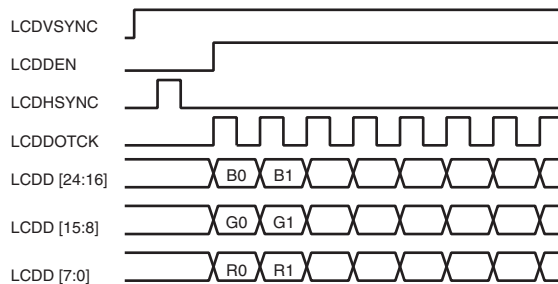 LCDVSYNC
LCDDEN
LCDHSYNC
LCDDOTCK
LCDD [24:16] B0 B1
LCDD [15:8] G0 G1
LCDD [7:0] R0 R1